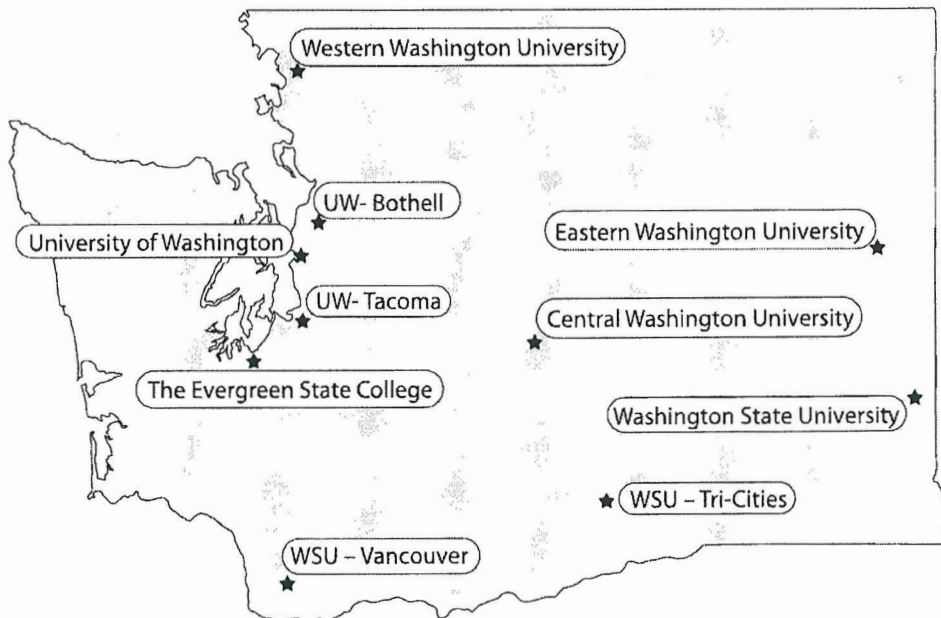 Western Washington University
UW- Bothell
University of Washington
Eastern Washington University
UW- Tacoma
Central Washington University
The Evergreen State College
Washington State University
WSU – Tri-Cities
WSU – Vancouver